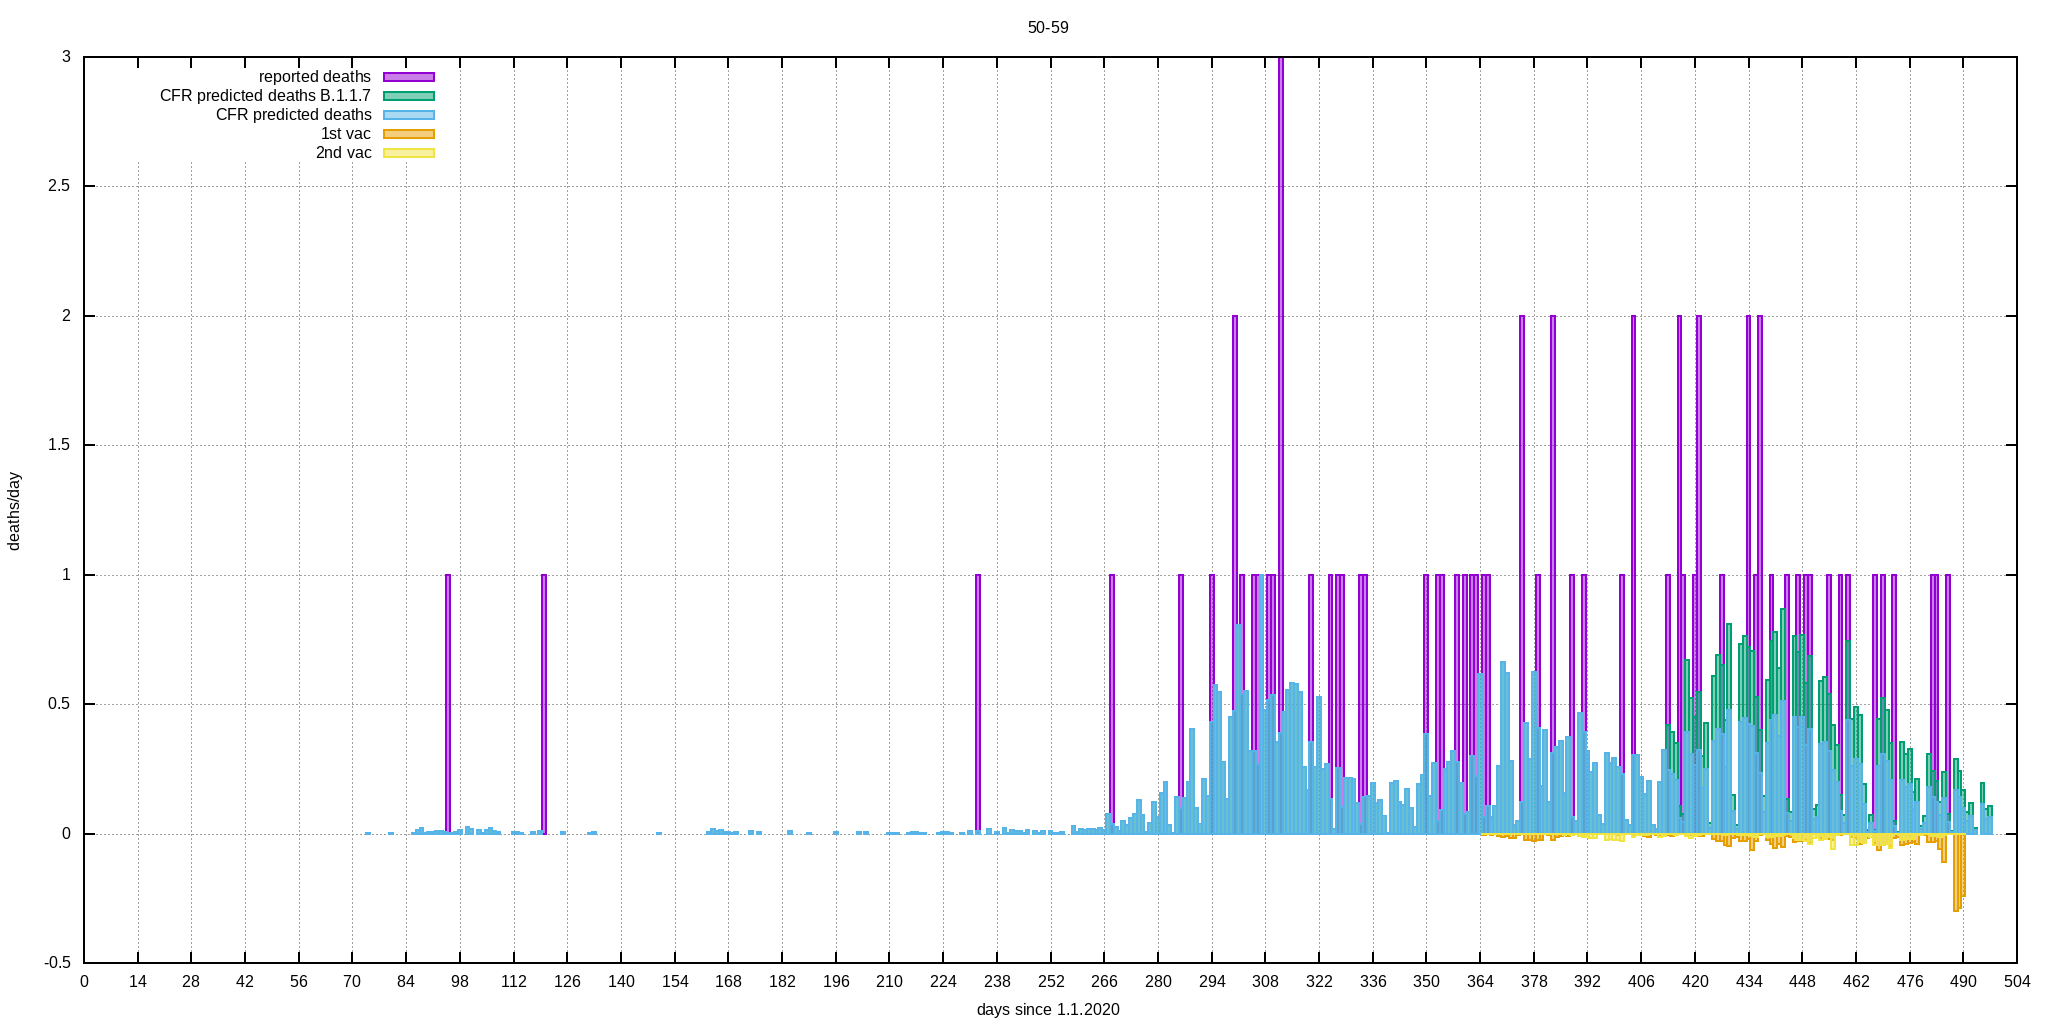 50-59
reported deaths
CFR predicted deaths B.1.1.7
CFR predicted deaths
1st vac
2nd vac
3
2.5
2
1.5
1
0.5
0
-0.5
deaths/day
0 14 28 42 56 70 84 98 112 126 140 154 168 182 196 210 224 238 252 266 280 294 308 322 336 350 364 378 392 406 420 434 448 462 476 490 504
days since 1.1.2020